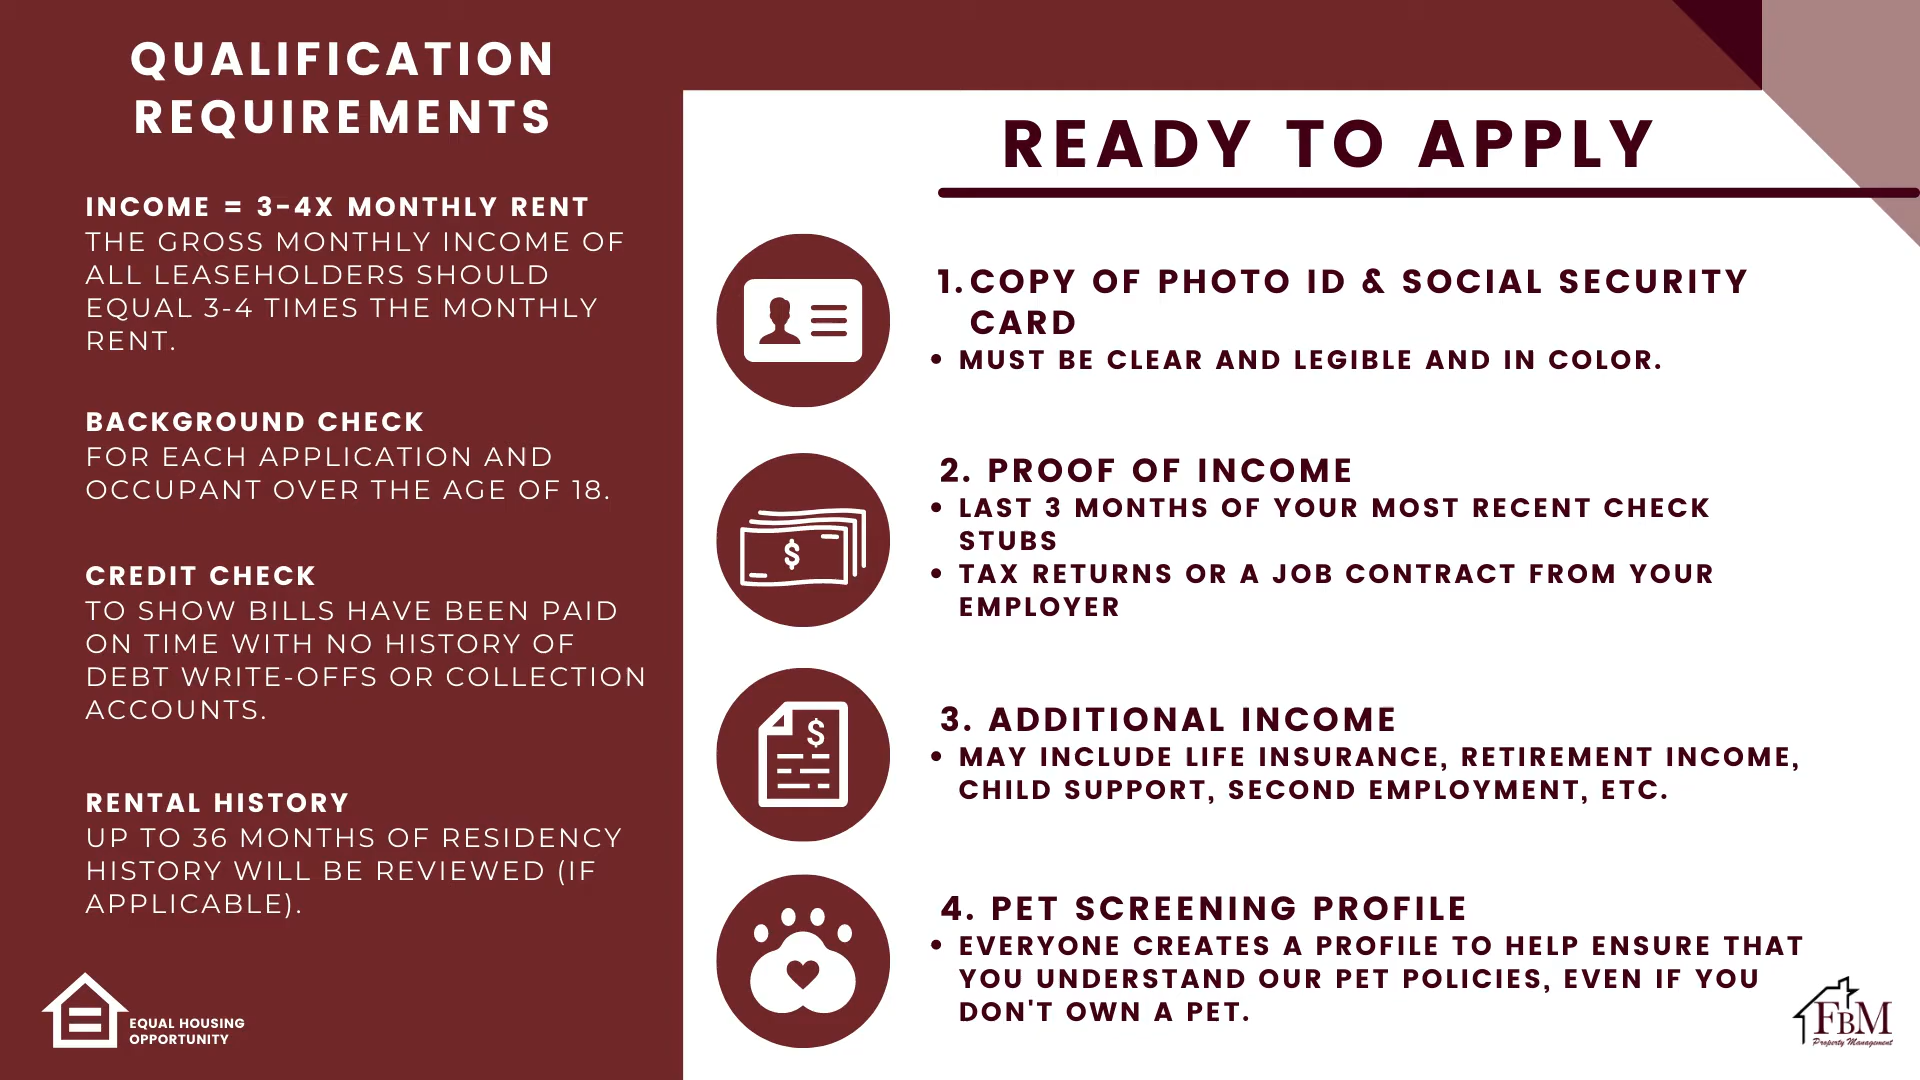 QUALIFICATION
REQUIREMENTS
INCOME = 3-4X MONTHLY RENT
THE GROSS MONTHLY INCOME OF
ALL LEASEHOLDERS SHOULD
EQUAL 3-4 TIMES THE MONTHLY
RENT.
BACKGROUND CHECK
FOR EACH APPLICATION AND
OCCUPANT OVER THE AGE OF 18.
CREDIT CHECK
TO SHOW BILLS HAVE BEEN PAID
ON TIME WITH NO HISTORY OF
DEBT WRITE-OFFS OR COLLECTION
ACCOUNTS.
RENTAL HISTORY
UP TO 36 MONTHS OF RESIDENCY
HISTORY WILL BE REVIEWED (IF
APPLICABLE).
EQUAL HOUSING
OPPORTUNITY
READY TO APPLY
1. COPY OF PHOTO ID & SOCIAL SECURITY
CARD
• MUST BE CLEAR AND LEGIBLE AND IN COLOR.
2. PROOF OF INCOME
• LAST 3 MONTHS OF YOUR MOST RECENT CHECK
STUBS
• TAX RETURNS OR A JOB CONTRACT FROM YOUR
EMPLOYER
$
3. ADDITIONAL INCOME
• MAY INCLUDE LIFE INSURANCE, RETIREMENT INCOME,
CHILD SUPPORT, SECOND EMPLOYMENT, ETC.
$
4. PET SCREENING PROFILE
• EVERYONE CREATES A PROFILE TO HELP ENSURE THAT
YOU UNDERSTAND OUR PET POLICIES, EVEN IF YOU
DON'T OWN A PET.
FBM
Property Management